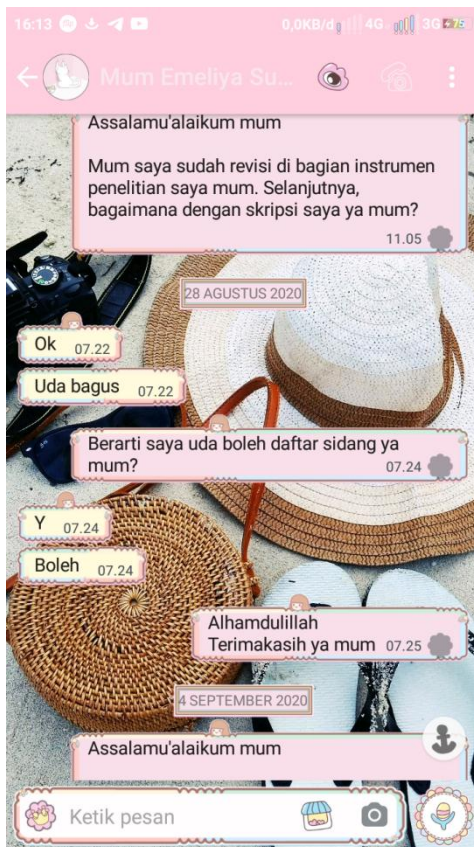 16:13 0,0KB/d 4G 3G 75
Mum Emeliya Su...
Assalamu'alaikum mum
Mum saya sudah revisi di bagian instrumen
penelitian saya mum. Selanjutnya,
bagaimana dengan skripsi saya ya mum?
11.05
28 AGUSTUS 2020
Ok 07.22
Uda bagus 07.22
Berarti saya uda boleh daftar sidang ya
mum? 07.24
Y 07.24
Boleh 07.24
Alhamdulillah
Terimakasih ya mum 07.25
4 SEPTEMBER 2020
Assalamu'alaikum mum
Ketik pesan